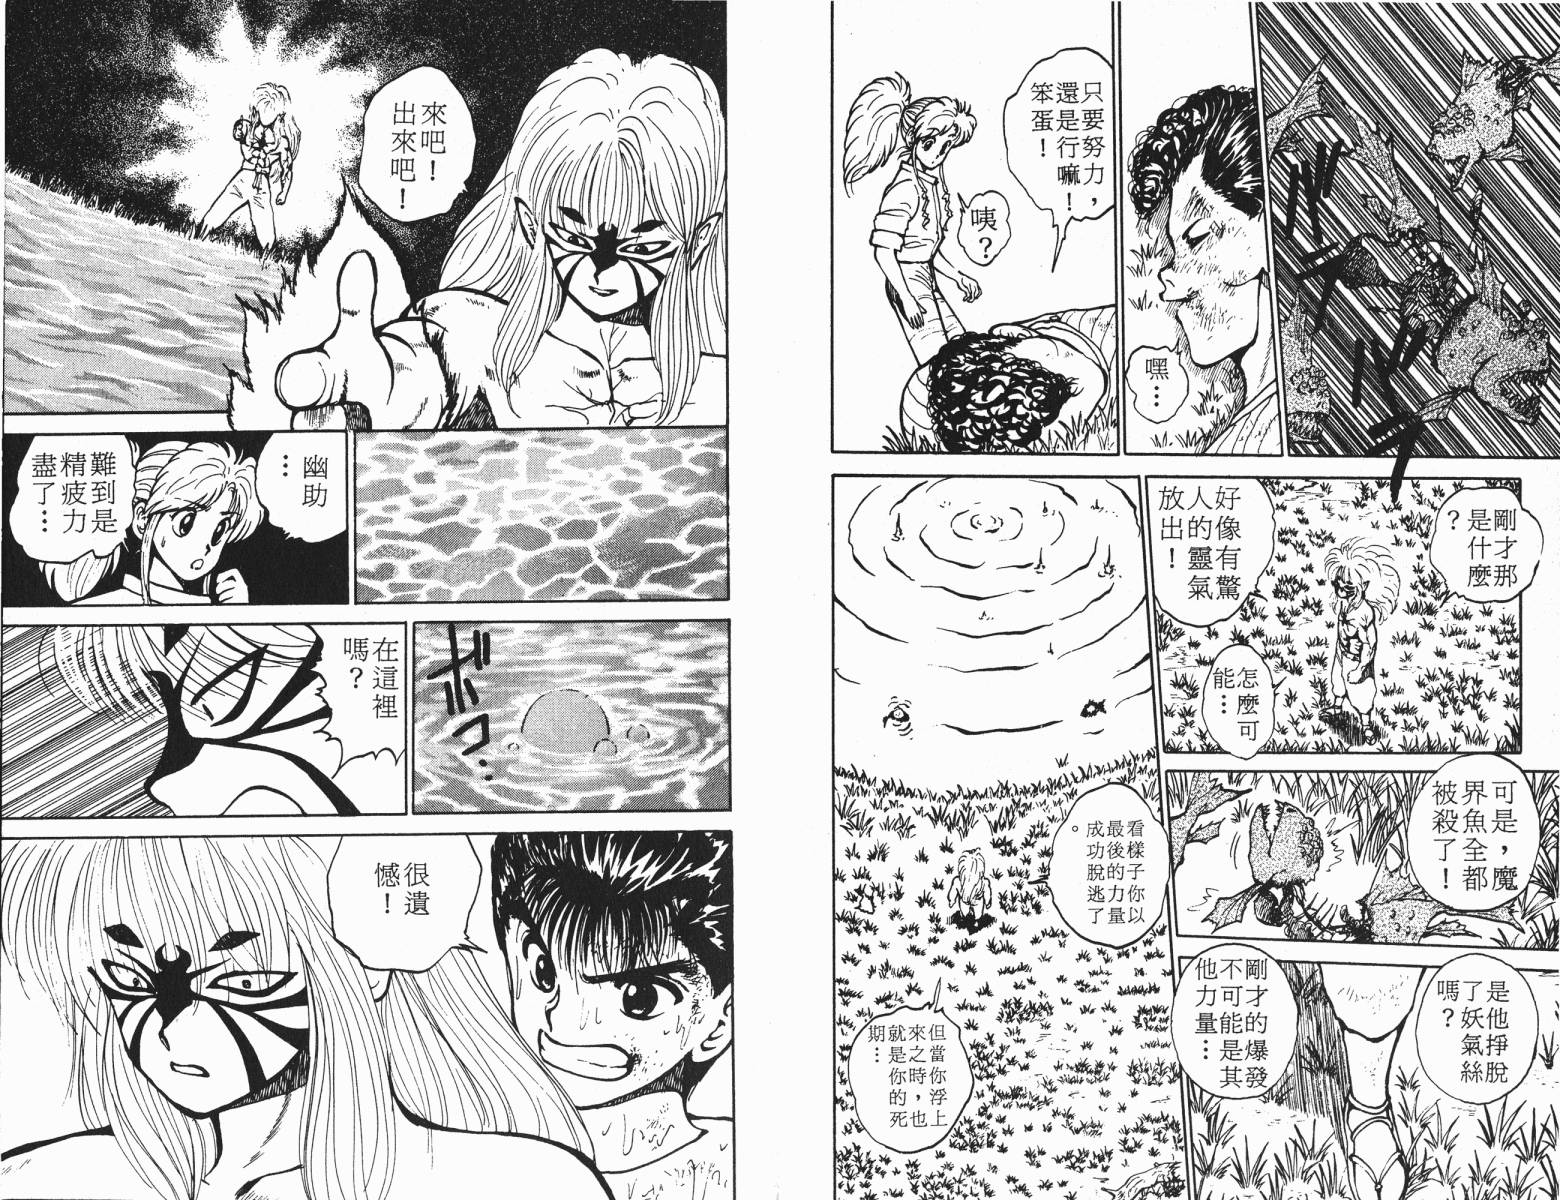 嘿…
只要努力，
還是行嘛！
笨蛋！
咦？
剛才那
是什麼
？
好像有驚
人的靈氣
放出！
怎麼可
能…
可是，魔
界魚全都
被殺了！
是他掙脫
了妖氣絲
嗎？
剛才的爆發
不可能是其
他力量…
看樣子你以
最後的力量
成功脫逃了
。
但當你浮上
來之時，也
就是你的死
期…
來吧！
出來吧！
幽助
…
難到是
精疲力
盡了…
ボコッ…
在這裡
嗎？
很遺
憾！